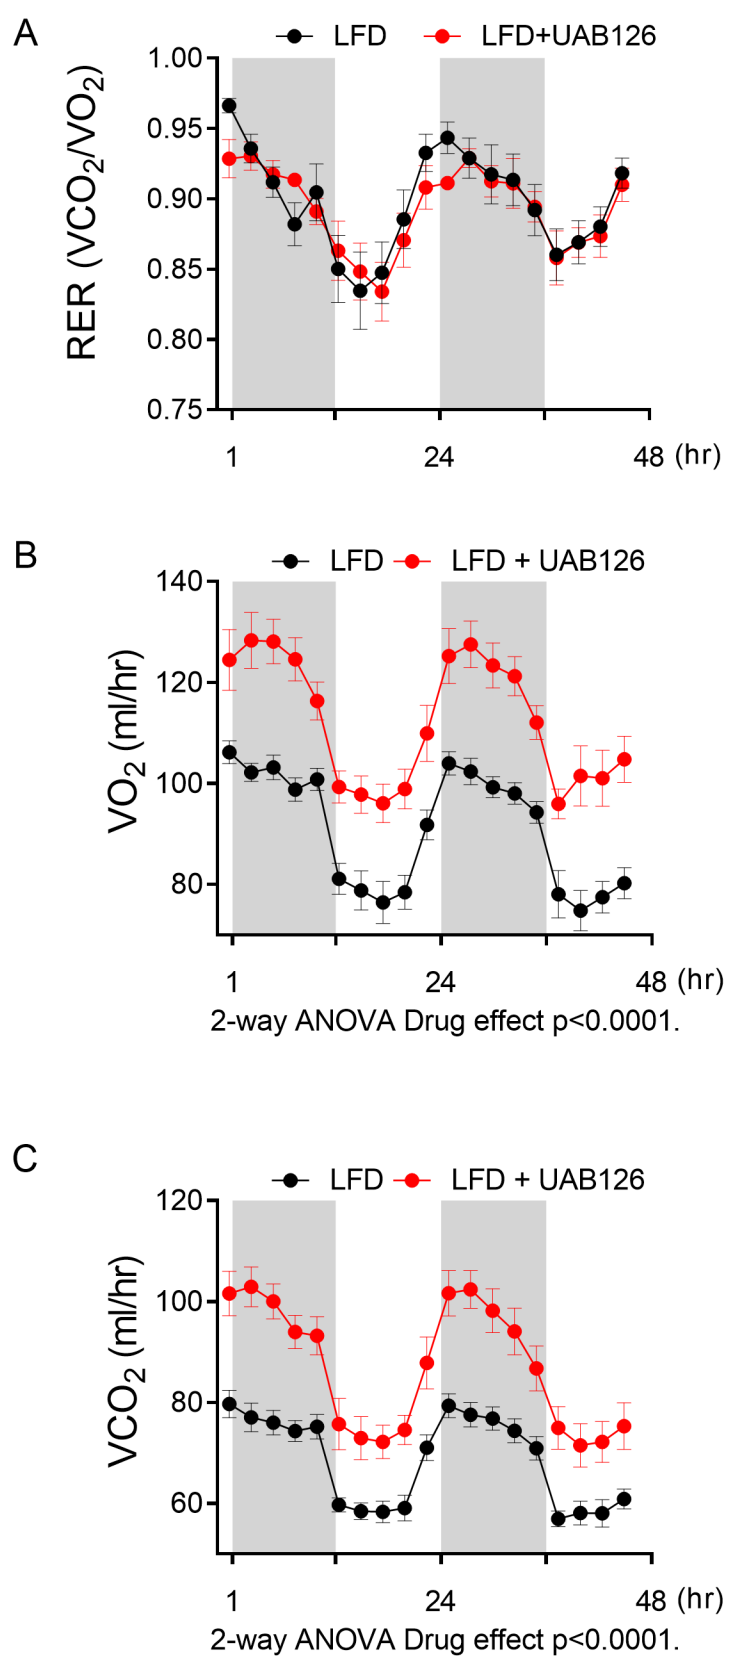 A
LFD LFD+UAB126
RER (VCO2/VO2)
1.00
0.95
0.90
0.85
0.80
0.75
1 24 48 (hr)
B
LFD LFD + UAB126
VO2 (ml/hr)
140
120
100
80
1 24 48 (hr)
2-way ANOVA Drug effect p<0.0001.
C
LFD LFD + UAB126
VCO2 (ml/hr)
120
100
80
60
1 24 48 (hr)
2-way ANOVA Drug effect p<0.0001.